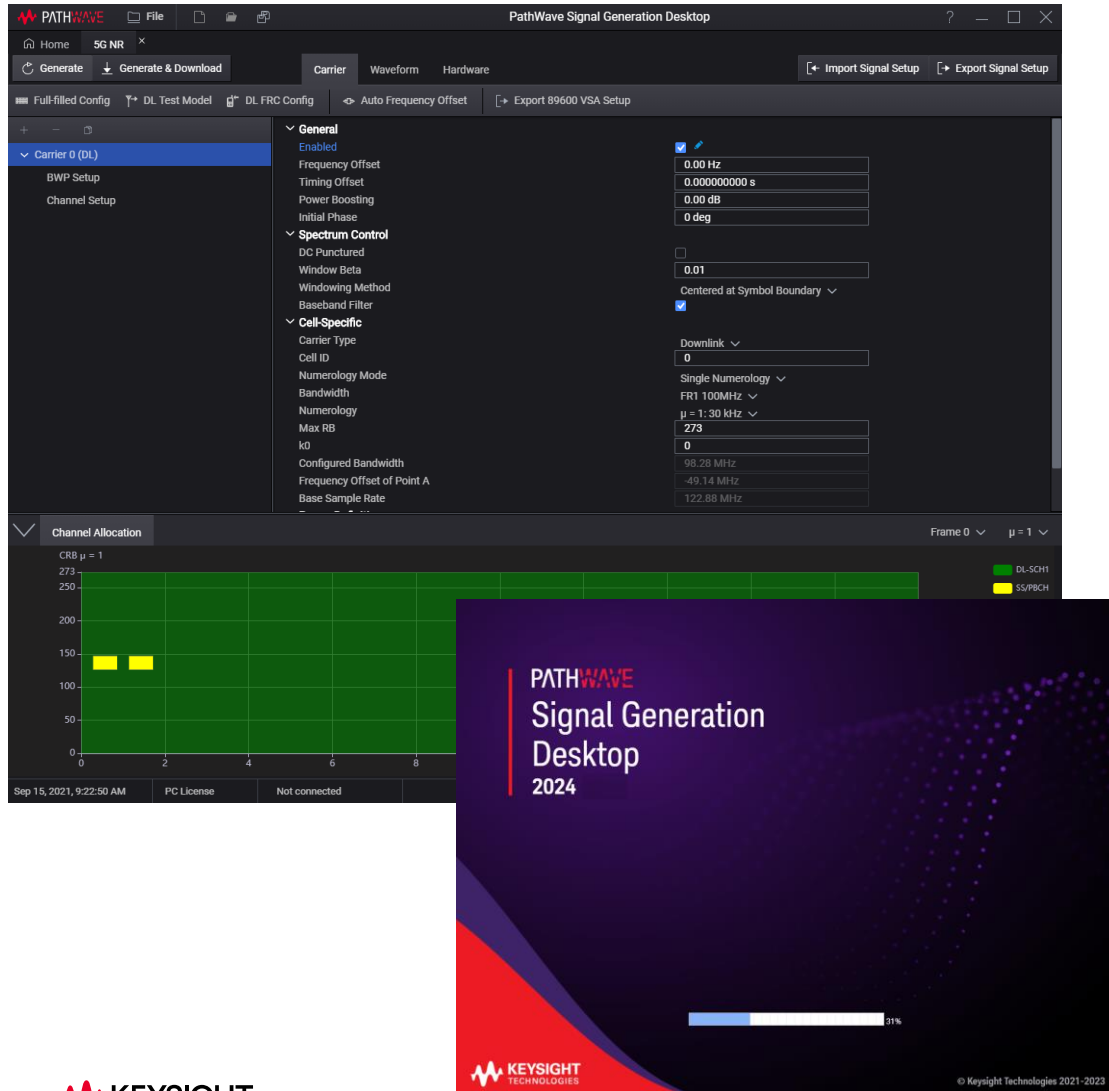 PATHWAVE File PathWave Signal Generation Desktop ?
Home 5G NR ×
Generate Generate & Download Carrier Waveform Hardware Import Signal Setup Export Signal Setup
Full-filled Config DL Test Model DL FRC Config Auto Frequency Offset Export 89600 VSA Setup
Carrier 0 (DL)
BWP Setup
Channel Setup
General
Enabled
Frequency Offset 0.00 Hz
Timing Offset 0.000000000 s
Power Boosting 0.00 dB
Initial Phase 0 deg
Spectrum Control
DC Punctured
Window Beta 0.01
Windowing Method Centered at Symbol Boundary
Baseband Filter
Cell-Specific
Carrier Type Downlink
Cell ID 0
Numerology Mode Single Numerology
Bandwidth FR1 100MHz
Numerology µ = 1: 30 kHz
Max RB 273
k0 0
Configured Bandwidth 98.28 MHz
Frequency Offset of Point A -49.14 MHz
Base Sample Rate 122.88 MHz
Channel Allocation Frame 0 µ = 1
CRB µ = 1
273
250
200
150
100
50
0
0 2 4 6 8
DL-SCH1
SS/PBCH
Sep 15, 2021, 9:22:50 AM PC License Not connected
PATHWAVE
Signal Generation
Desktop
2024
31%
KEYSIGHT
TECHNOLOGIES
© Keysight Technologies 2021-2023
KEYSIGHT